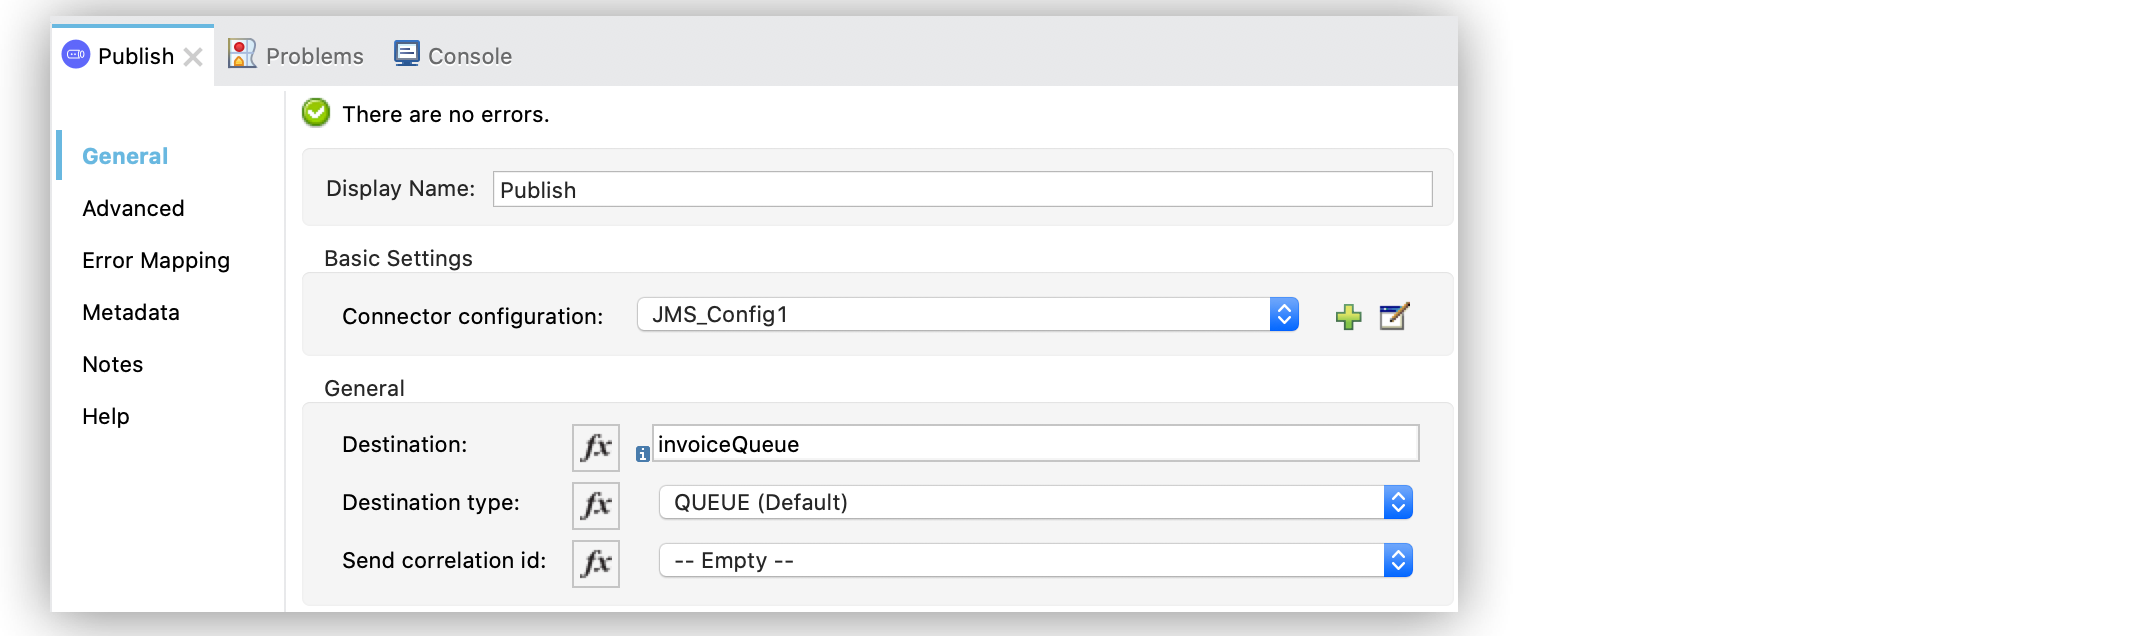 Publish Problems Console
There are no errors.
General
Advanced
Error Mapping
Metadata
Notes
Help
Display Name: Publish
Basic Settings
Connector configuration: JMS_Config1
General
Destination: fx i invoiceQueue
Destination type: fx QUEUE (Default)
Send correlation id: fx -- Empty --